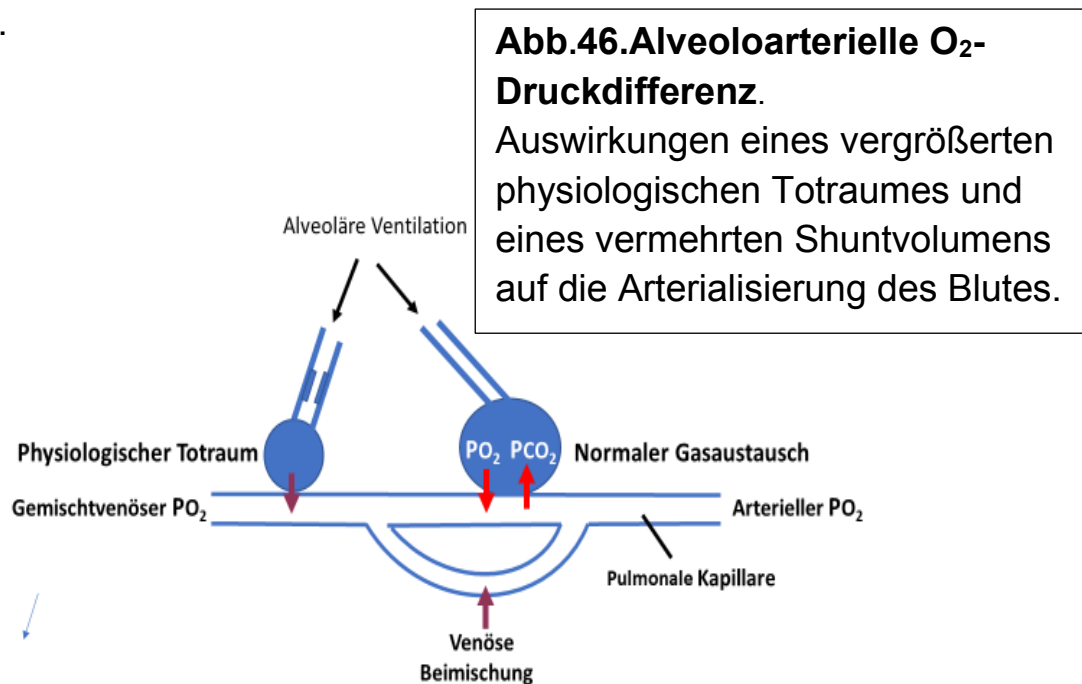 .
Abb.46.Alveoloarterielle O₂-
Druckdifferenz.
Auswirkungen eines vergrößerten
physiologischen Totraumes und
eines vermehrten Shuntvolumens
auf die Arterialisierung des Blutes.
Alveoläre Ventilation
Physiologischer Totraum
PO₂ PCO₂
Normaler Gasaustausch
Gemischtvenöser PO₂
Arterieller PO₂
Pulmonale Kapillare
Venöse
Beimischung